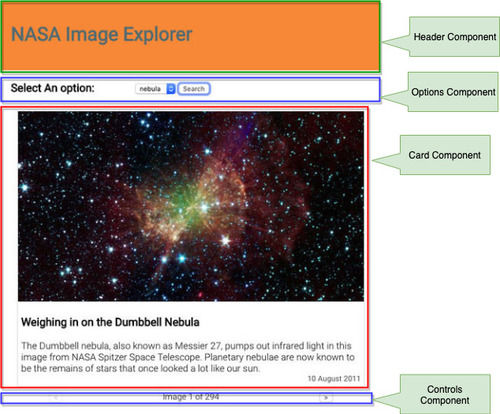 NASA Image Explorer
Header Component
Select An option: nebula Search
Options Component
Card Component
Weighing in on the Dumbbell Nebula
The Dumbbell nebula, also known as Messier 27, pumps out infrared light in this
image from NASA Spitzer Space Telescope. Planetary nebulae are now known to
be the remains of stars that once looked a lot like our sun.
10 August 2011
« Image 1 of 294 »
Controls
Component